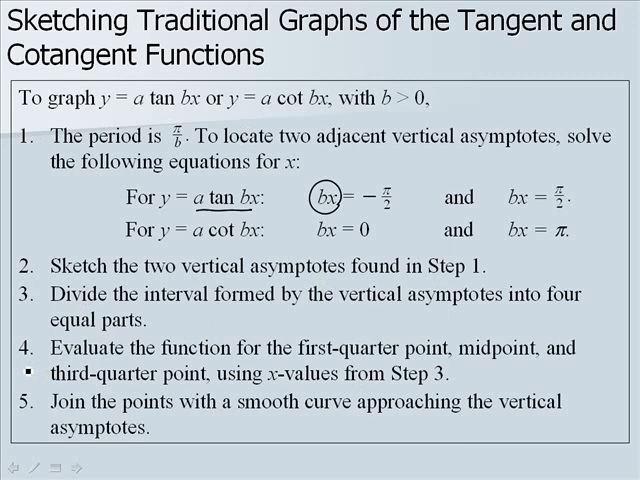 Sketching Traditional Graphs of the Tangent and
Cotangent Functions
To graph y = a tan bx or y = a cot bx, with b > 0,
1. The period is π/b. To locate two adjacent vertical asymptotes, solve
the following equations for x:
For y = a tan bx: bx = −π/2 and bx = π/2.
For y = a cot bx: bx = 0 and bx = π.
2. Sketch the two vertical asymptotes found in Step 1.
3. Divide the interval formed by the vertical asymptotes into four
equal parts.
4. Evaluate the function for the first-quarter point, midpoint, and
third-quarter point, using x-values from Step 3.
5. Join the points with a smooth curve approaching the vertical
asymptotes.